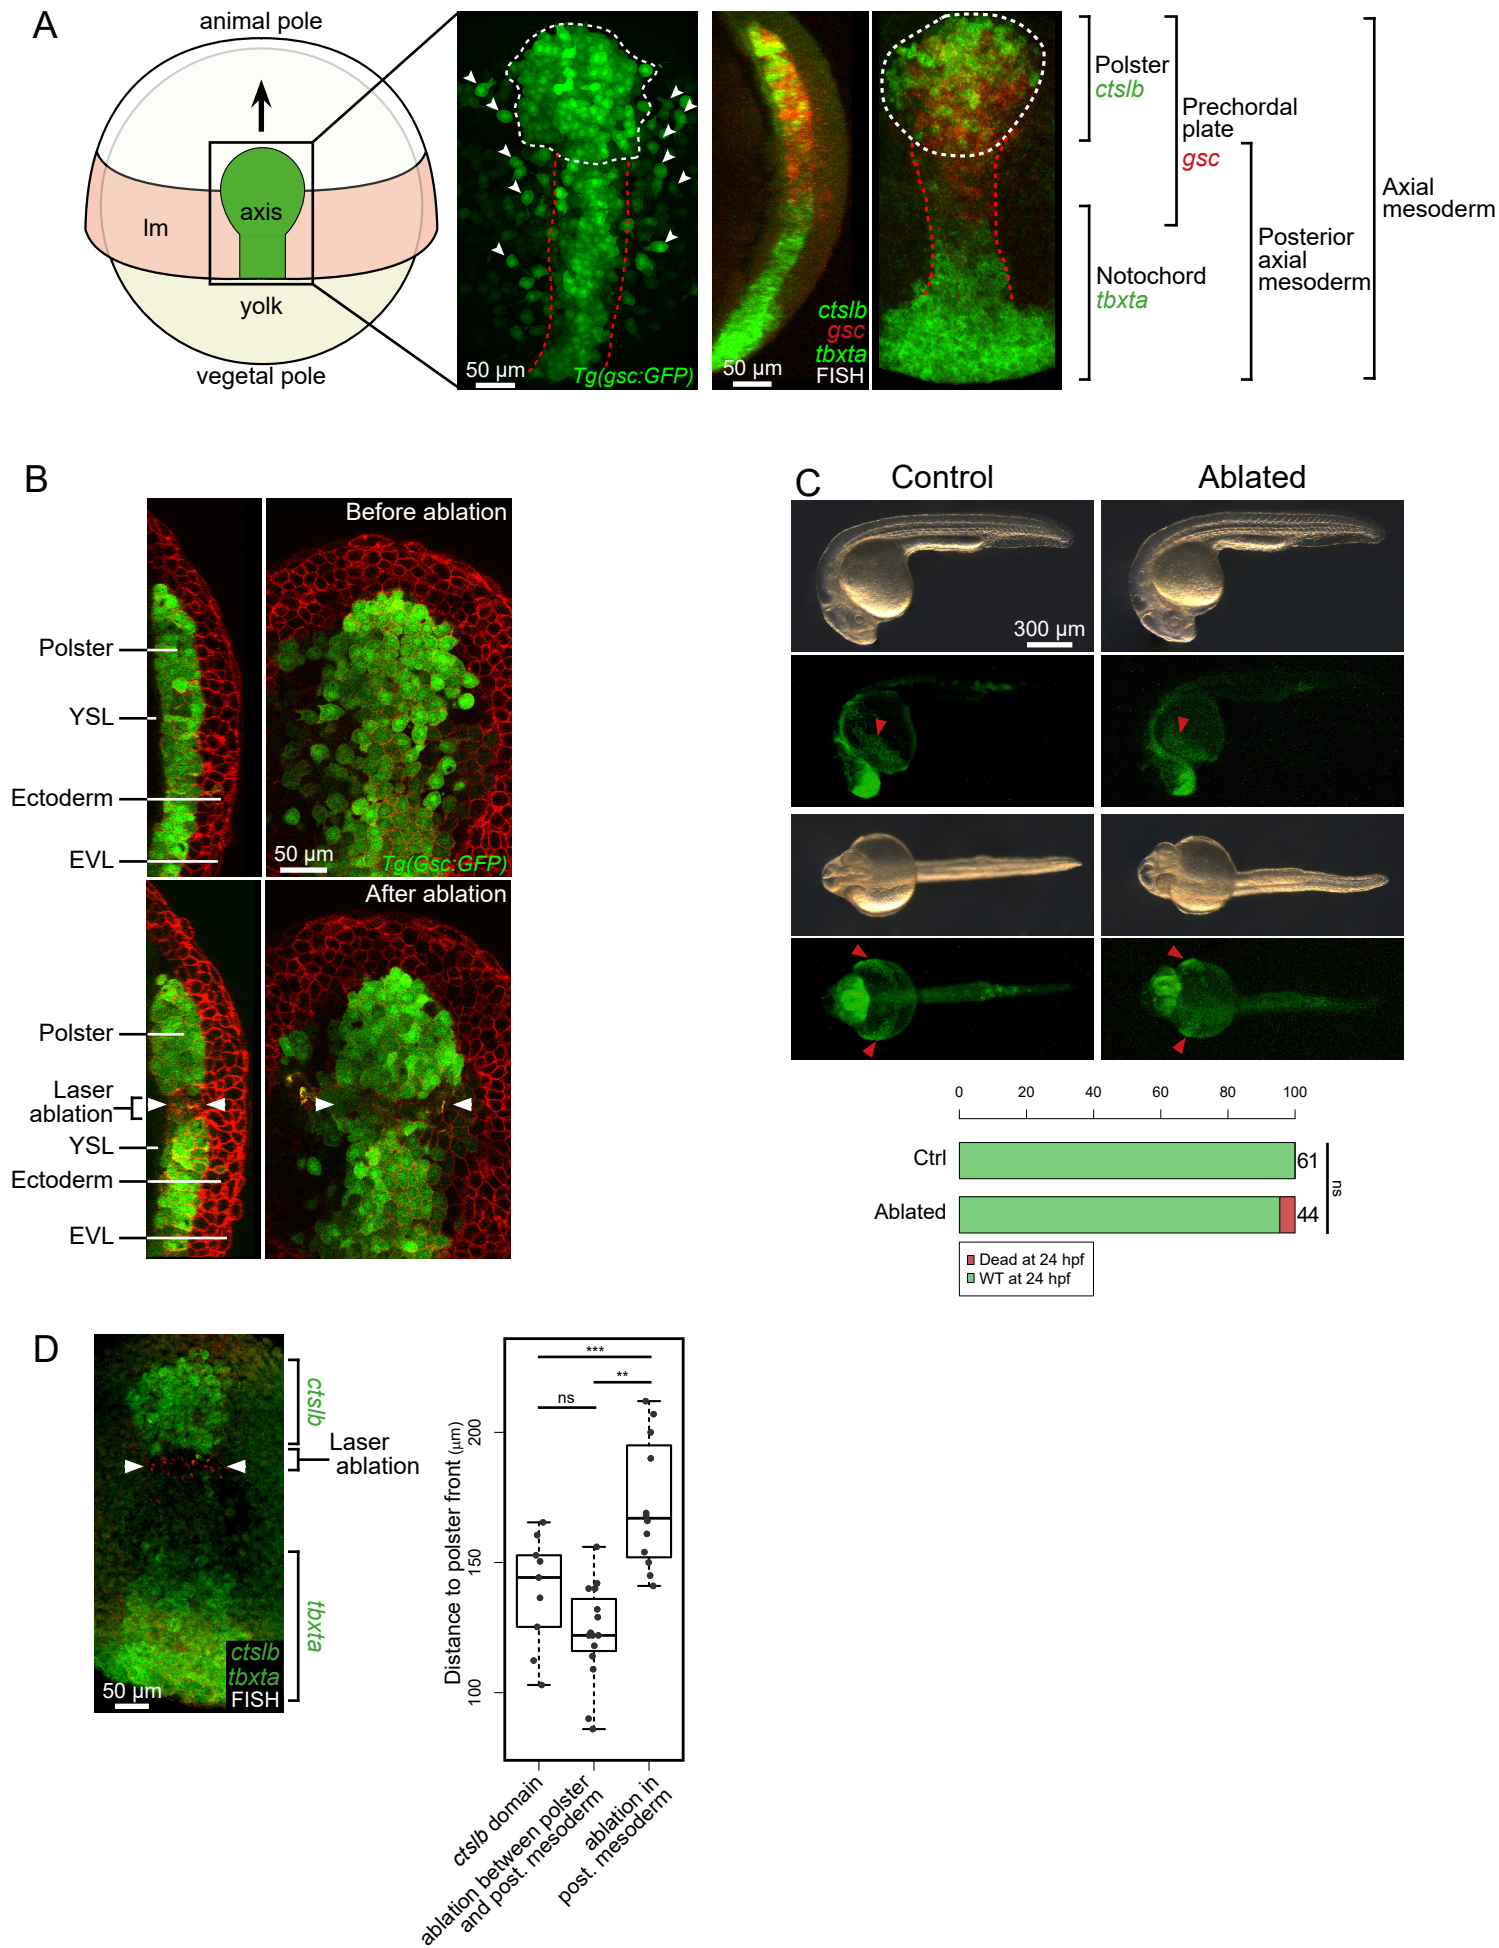 A
animal pole
axis
lm
yolk
vegetal pole
50 µm
Tg(gsc:GFP)
50 µm
ctslb
gsc
tbxta
FISH
Polster
ctslb
Prechordal
plate
gsc
Notochord
tbxta
Posterior
axial
mesoderm
Axial
mesoderm
B
Before ablation
Polster
YSL
Ectoderm
EVL
50 µm
Tg(Gsc:GFP)
After ablation
Polster
Laser
ablation
YSL
Ectoderm
EVL
C
Control
Ablated
300 µm
0 20 40 60 80 100
Ctrl
61
Ablated
44
ns
Dead at 24 hpf
WT at 24 hpf
D
ctslb
Laser
ablation
tbxta
ctslb
tbxta
FISH
50 µm
Distance to polster front (µm)
200
150
100
***
**
ns
ctslb domain
ablation between polster
and post. mesoderm
ablation in
post. mesoderm